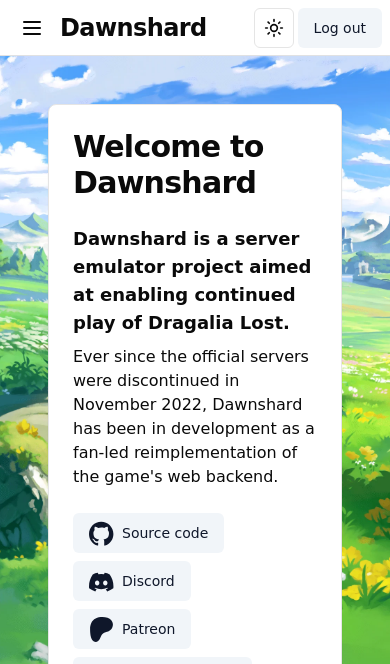 Dawnshard
Log out
Welcome to
Dawnshard
Dawnshard is a server
emulator project aimed
at enabling continued
play of Dragalia Lost.
Ever since the official servers
were discontinued in
November 2022, Dawnshard
has been in development as a
fan-led reimplementation of
the game's web backend.
Source code
Discord
Patreon